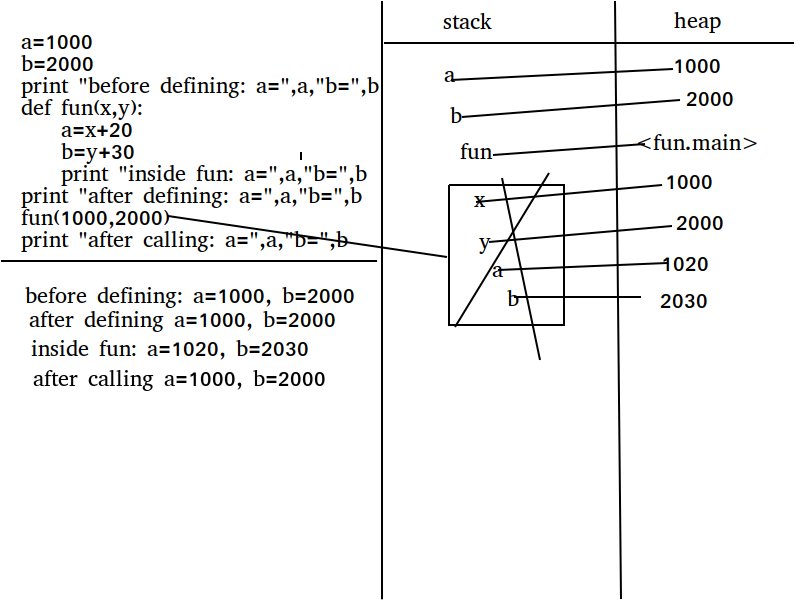 a=1000
b=2000
print "before defining: a=",a,"b=",b
def fun(x,y):
a=x+20
b=y+30
print "inside fun: a=",a,"b=",b
print "after defining: a=",a,"b=",b
fun(1000,2000)
print "after calling: a=",a,"b=",b
before defining: a=1000, b=2000
after defining a=1000, b=2000
inside fun: a=1020, b=2030
after calling a=1000, b=2000
stack heap
a 1000
b 2000
fun <fun.main>
x 1000
y 2000
a 1020
b 2030